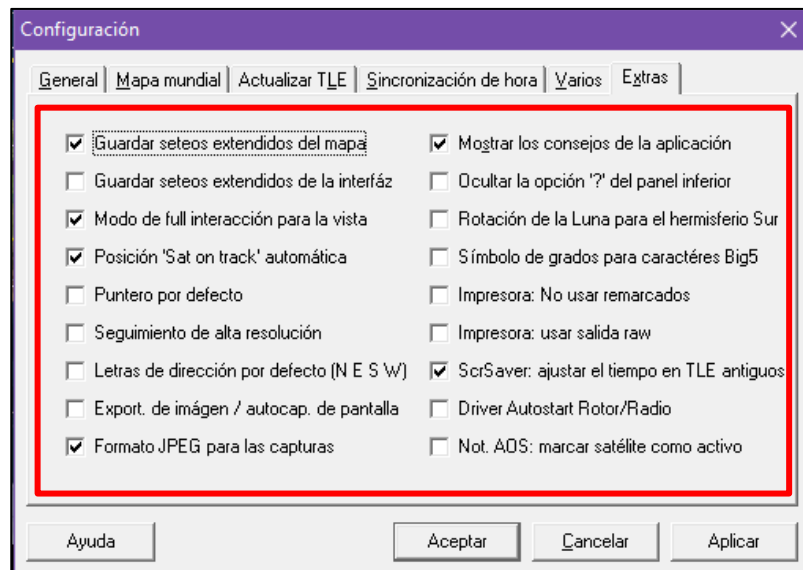 Configuración
General Mapa mundial Actualizar TLE Sincronización de hora Varios Extras
Guardar seteos extendidos del mapa
Guardar seteos extendidos de la interfáz
Modo de full interacción para la vista
Posición 'Sat on track' automática
Puntero por defecto
Seguimiento de alta resolución
Letras de dirección por defecto (N E S W)
Export. de imágen / autocap. de pantalla
Formato JPEG para las capturas
Mostrar los consejos de la aplicación
Ocultar la opción '?' del panel inferior
Rotación de la Luna para el hermisferio Sur
Símbolo de grados para caractéres Big5
Impresora: No usar remarcados
Impresora: usar salida raw
ScrSaver: ajustar el tiempo en TLE antiguos
Driver Autostart Rotor/Radio
Not. AOS: marcar satélite como activo
Ayuda Aceptar Cancelar Aplicar